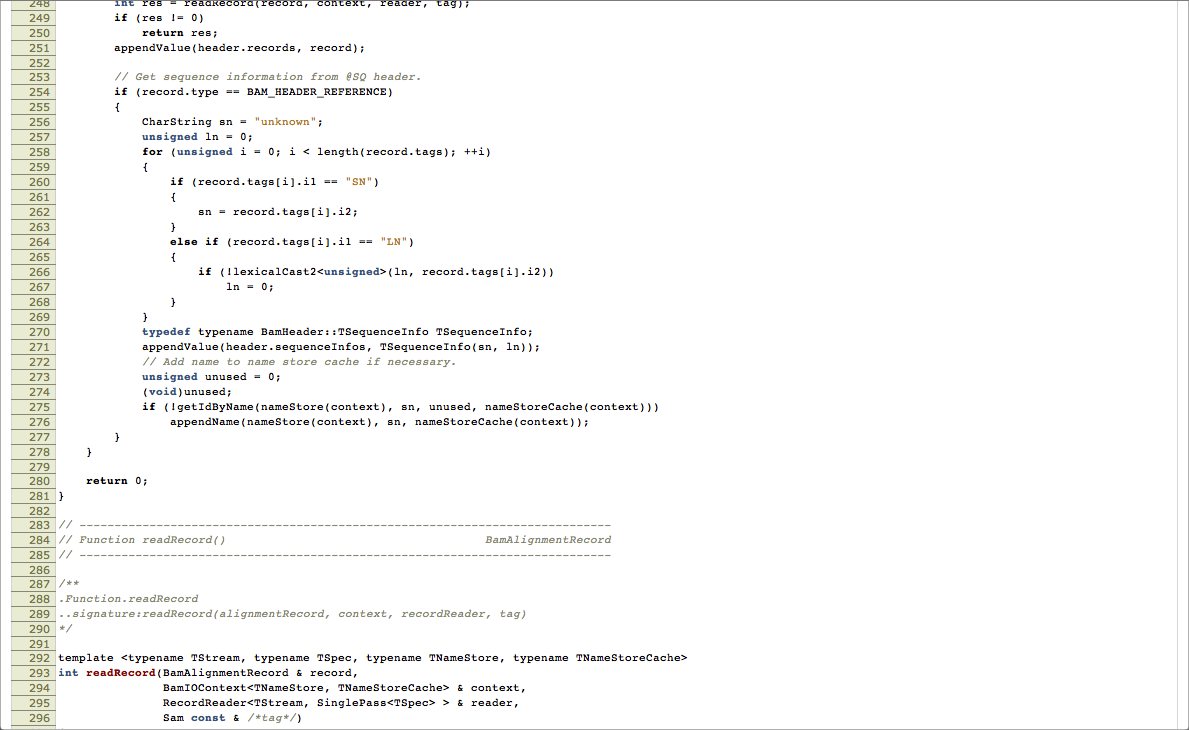 248         int res = readRecord(record, context, reader, tag);
249         if (res != 0)
250             return res;
251         appendValue(header.records, record);
252
253         // Get sequence information from @SQ header.
254         if (record.type == BAM_HEADER_REFERENCE)
255         {
256             CharString sn = "unknown";
257             unsigned ln = 0;
258             for (unsigned i = 0; i < length(record.tags); ++i)
259             {
260                 if (record.tags[i].i1 == "SN")
261                 {
262                     sn = record.tags[i].i2;
263                 }
264                 else if (record.tags[i].i1 == "LN")
265                 {
266                     if (!lexicalCast2<unsigned>(ln, record.tags[i].i2))
267                         ln = 0;
268                 }
269             }
270             typedef typename BamHeader::TSequenceInfo TSequenceInfo;
271             appendValue(header.sequenceInfos, TSequenceInfo(sn, ln));
272             // Add name to name store cache if necessary.
273             unsigned unused = 0;
274             (void)unused;
275             if (!getIdByName(nameStore(context), sn, unused, nameStoreCache(context)))
276                 appendName(nameStore(context), sn, nameStoreCache(context));
277         }
278     }
279
280     return 0;
281 }
282
283 // ----------------------------------------------------------------------------
284 // Function readRecord()                                     BamAlignmentRecord
285 // ----------------------------------------------------------------------------
286
287 /**
288 .Function.readRecord
289 ..signature:readRecord(alignmentRecord, context, recordReader, tag)
290 */
291
292 template <typename TStream, typename TSpec, typename TNameStore, typename TNameStoreCache>
293 int readRecord(BamAlignmentRecord & record,
294                BamIOContext<TNameStore, TNameStoreCache> & context,
295                RecordReader<TStream, SinglePass<TSpec> > & reader,
296                Sam const & /*tag*/)